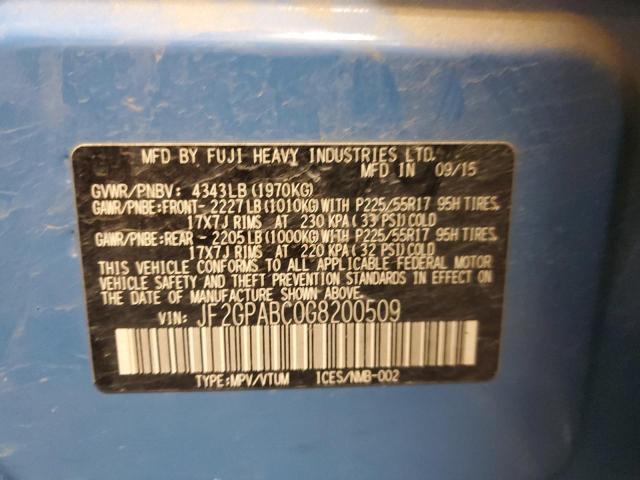 MFD BY FUJI HEAVY INDUSTRIES LTD.
MFD IN 09/15
GVWR/PNBV: 4343LB (1970KG)
GAWR/PNBE:FRONT- 2227LB (1010KG) WITH P225/55R17 95H TIRES,
17X7J RIMS AT 230 KPA (33 PSI) COLD
GAWR/PNBE:REAR - 2205LB (1000KG) WITH P225/55R17 95H TIRES,
17X7J RIMS AT 220 KPA (32 PSI) COLD
THIS VEHICLE CONFORMS TO ALL APPLICABLE FEDERAL MOTOR
VEHICLE SAFETY AND THEFT PREVENTION STANDARDS IN EFFECT
ON THE DATE OF MANUFACTURE SHOWN ABOVE.
VIN: JF2GPABC0G8200509
TYPE:MPV/VTUM ICES/NMB-002